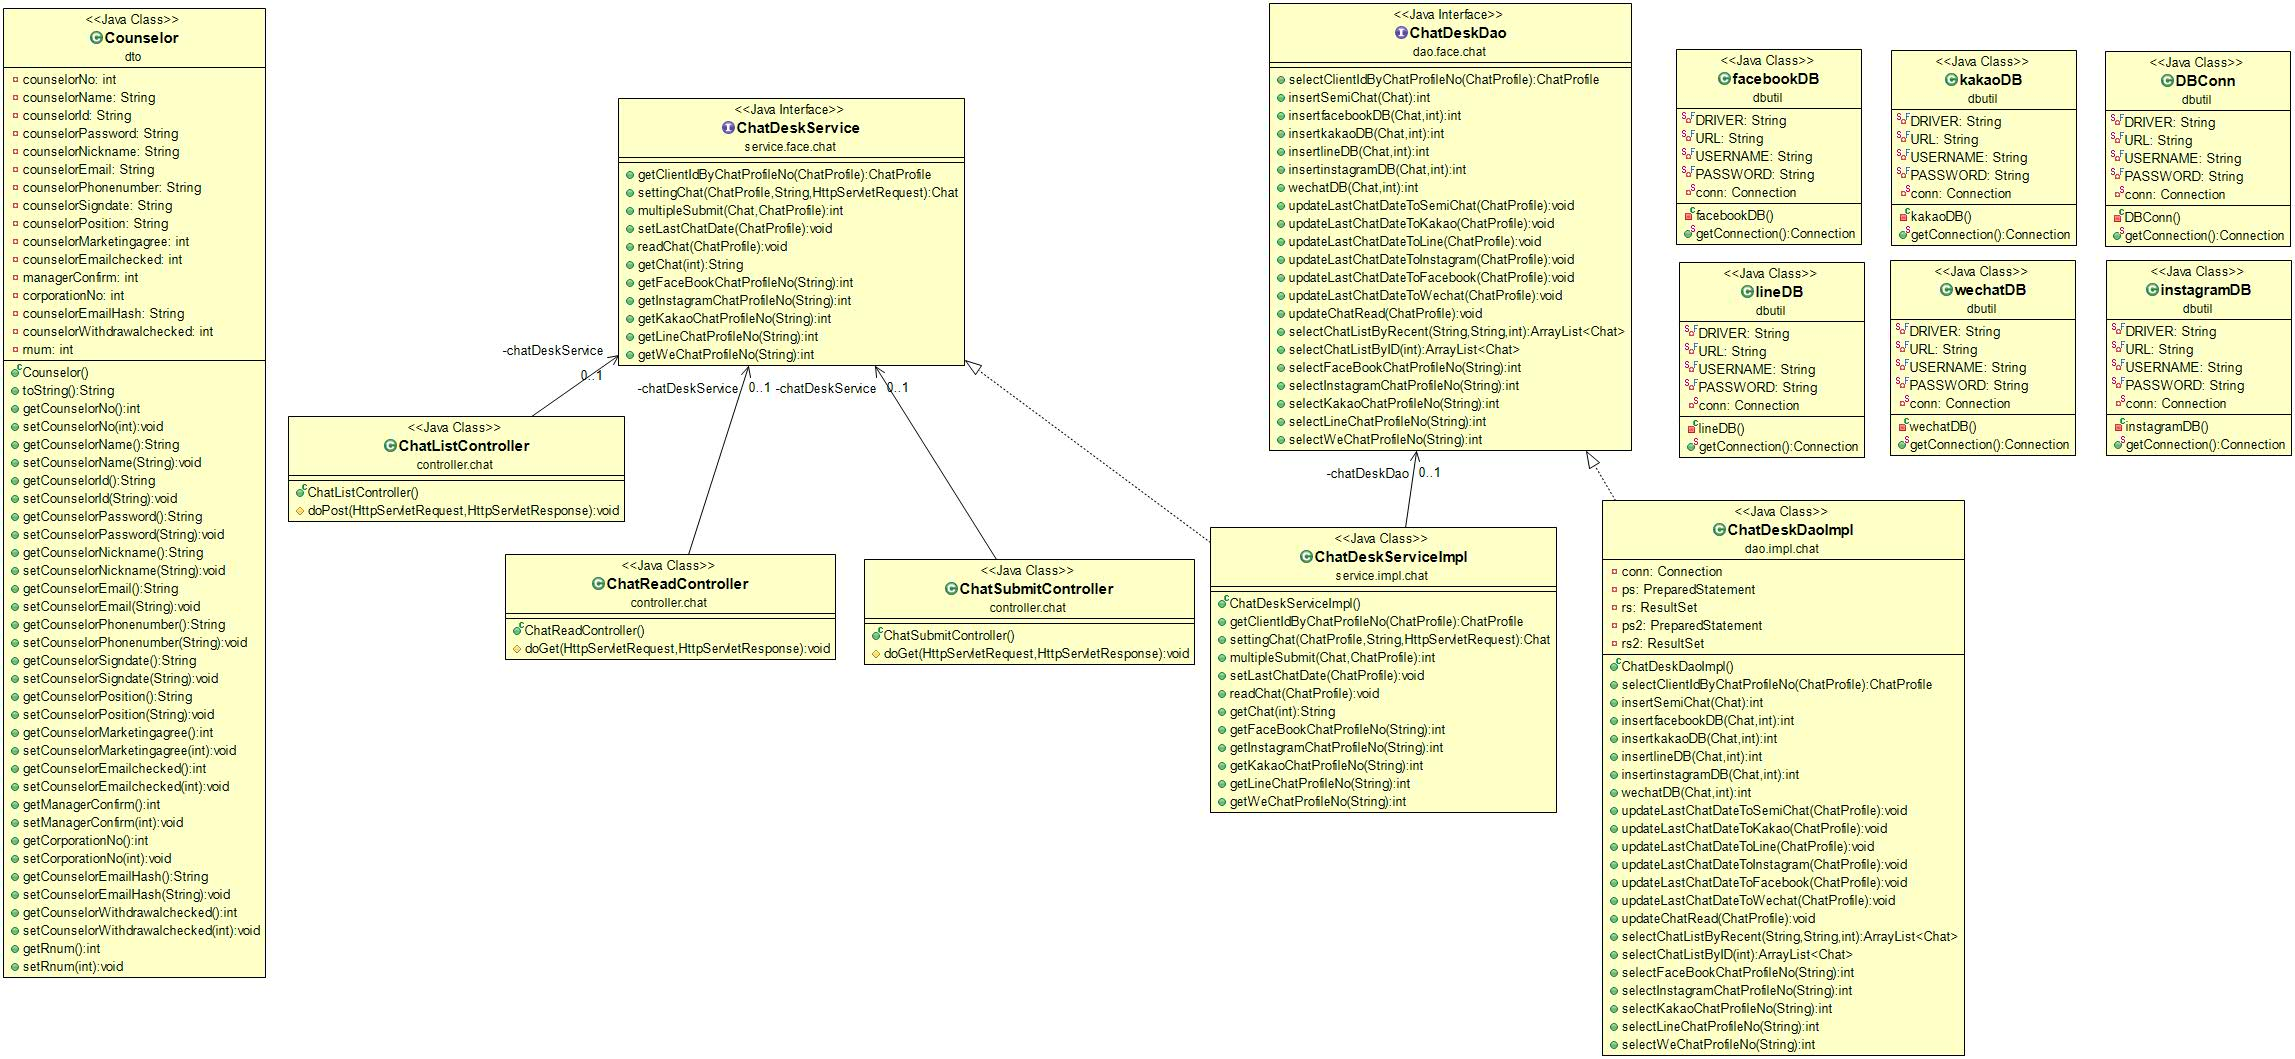 <<Java Class>>
Counselor
dto
counselorNo: int
counselorName: String
counselorId: String
counselorPassword: String
counselorNickname: String
counselorEmail: String
counselorPhonenumber: String
counselorSigndate: String
counselorPosition: String
counselorMarketingagree: int
counselorEmailchecked: int
managerConfirm: int
corporationNo: int
counselorEmailHash: String
counselorWithdrawalchecked: int
rnum: int
Counselor()
toString():String
getCounselorNo():int
setCounselorNo(int):void
getCounselorName():String
setCounselorName(String):void
getCounselorId():String
setCounselorId(String):void
getCounselorPassword():String
setCounselorPassword(String):void
getCounselorNickname():String
setCounselorNickname(String):void
getCounselorEmail():String
setCounselorEmail(String):void
getCounselorPhonenumber():String
setCounselorPhonenumber(String):void
getCounselorSigndate():String
setCounselorSigndate(String):void
getCounselorPosition():String
setCounselorPosition(String):void
getCounselorMarketingagree():int
setCounselorMarketingagree(int):void
getCounselorEmailchecked():int
setCounselorEmailchecked(int):void
getManagerConfirm():int
setManagerConfirm(int):void
getCorporationNo():int
setCorporationNo(int):void
getCounselorEmailHash():String
setCounselorEmailHash(String):void
getCounselorWithdrawalchecked():int
setCounselorWithdrawalchecked(int):void
getRnum():int
setRnum(int):void
<<Java Interface>>
ChatDeskService
service.face.chat
getClientIdByChatProfileNo(ChatProfile):ChatProfile
settingChat(ChatProfile,String,HttpServletRequest):Chat
multipleSubmit(Chat,ChatProfile):int
setLastChatDate(ChatProfile):void
readChat(ChatProfile):void
getChat(int):String
getFaceBookChatProfileNo(String):int
getInstagramChatProfileNo(String):int
getKakaoChatProfileNo(String):int
getLineChatProfileNo(String):int
getWeChatProfileNo(String):int
-chatDeskService
0..1
-chatDeskService 0..1
-chatDeskService 0..1
<<Java Class>>
ChatListController
controller.chat
ChatListController()
doPost(HttpServletRequest,HttpServletResponse):void
<<Java Class>>
ChatReadController
controller.chat
ChatReadController()
doGet(HttpServletRequest,HttpServletResponse):void
<<Java Class>>
ChatSubmitController
controller.chat
ChatSubmitController()
doGet(HttpServletRequest,HttpServletResponse):void
<<Java Interface>>
ChatDeskDao
dao.face.chat
selectClientIdByChatProfileNo(ChatProfile):ChatProfile
insertSemiChat(Chat):int
insertfacebookDB(Chat,int):int
insertkakaoDB(Chat,int):int
insertlineDB(Chat,int):int
insertinstagramDB(Chat,int):int
wechatDB(Chat,int):int
updateLastChatDateToSemiChat(ChatProfile):void
updateLastChatDateToKakao(ChatProfile):void
updateLastChatDateToLine(ChatProfile):void
updateLastChatDateToInstagram(ChatProfile):void
updateLastChatDateToFacebook(ChatProfile):void
updateLastChatDateToWechat(ChatProfile):void
updateChatRead(ChatProfile):void
selectChatListByRecent(String,String,int):ArrayList<Chat>
selectChatListByID(int):ArrayList<Chat>
selectFaceBookChatProfileNo(String):int
selectInstagramChatProfileNo(String):int
selectKakaoChatProfileNo(String):int
selectLineChatProfileNo(String):int
selectWeChatProfileNo(String):int
-chatDeskDao 0..1
<<Java Class>>
ChatDeskServiceImpl
service.impl.chat
ChatDeskServiceImpl()
getClientIdByChatProfileNo(ChatProfile):ChatProfile
settingChat(ChatProfile,String,HttpServletRequest):Chat
multipleSubmit(Chat,ChatProfile):int
setLastChatDate(ChatProfile):void
readChat(ChatProfile):void
getChat(int):String
getFaceBookChatProfileNo(String):int
getInstagramChatProfileNo(String):int
getKakaoChatProfileNo(String):int
getLineChatProfileNo(String):int
getWeChatProfileNo(String):int
<<Java Class>>
facebookDB
dbutil
DRIVER: String
URL: String
USERNAME: String
PASSWORD: String
conn: Connection
facebookDB()
getConnection():Connection
<<Java Class>>
kakaoDB
dbutil
DRIVER: String
URL: String
USERNAME: String
PASSWORD: String
conn: Connection
kakaoDB()
getConnection():Connection
<<Java Class>>
DBConn
dbutil
DRIVER: String
URL: String
USERNAME: String
PASSWORD: String
conn: Connection
DBConn()
getConnection():Connection
<<Java Class>>
lineDB
dbutil
DRIVER: String
URL: String
USERNAME: String
PASSWORD: String
conn: Connection
lineDB()
getConnection():Connection
<<Java Class>>
wechatDB
dbutil
DRIVER: String
URL: String
USERNAME: String
PASSWORD: String
conn: Connection
wechatDB()
getConnection():Connection
<<Java Class>>
instagramDB
dbutil
DRIVER: String
URL: String
USERNAME: String
PASSWORD: String
conn: Connection
instagramDB()
getConnection():Connection
<<Java Class>>
ChatDeskDaoImpl
dao.impl.chat
conn: Connection
ps: PreparedStatement
rs: ResultSet
ps2: PreparedStatement
rs2: ResultSet
ChatDeskDaoImpl()
selectClientIdByChatProfileNo(ChatProfile):ChatProfile
insertSemiChat(Chat):int
insertfacebookDB(Chat,int):int
insertkakaoDB(Chat,int):int
insertlineDB(Chat,int):int
insertinstagramDB(Chat,int):int
wechatDB(Chat,int):int
updateLastChatDateToSemiChat(ChatProfile):void
updateLastChatDateToKakao(ChatProfile):void
updateLastChatDateToLine(ChatProfile):void
updateLastChatDateToInstagram(ChatProfile):void
updateLastChatDateToFacebook(ChatProfile):void
updateLastChatDateToWechat(ChatProfile):void
updateChatRead(ChatProfile):void
selectChatListByRecent(String,String,int):ArrayList<Chat>
selectChatListByID(int):ArrayList<Chat>
selectFaceBookChatProfileNo(String):int
selectInstagramChatProfileNo(String):int
selectKakaoChatProfileNo(String):int
selectLineChatProfileNo(String):int
selectWeChatProfileNo(String):int